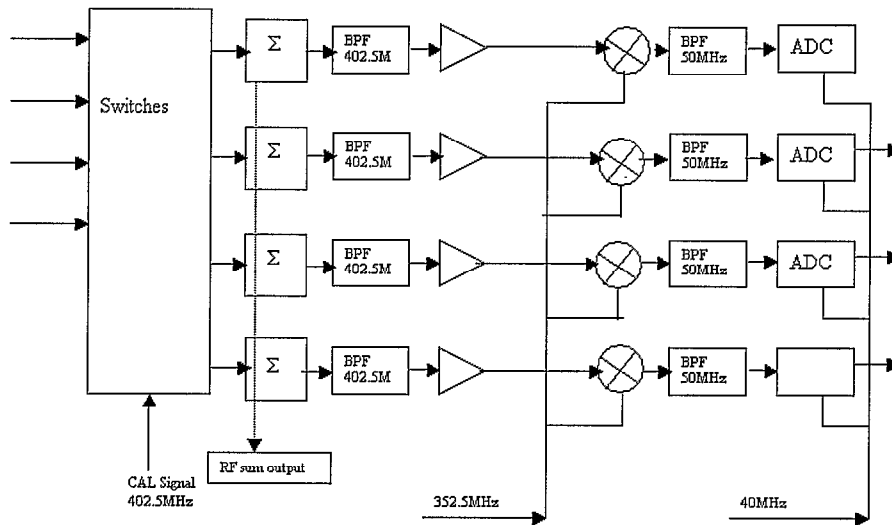 Σ
BPF
402.5M
BPF
50MHz
ADC
Switches
Σ
BPF
402.5M
BPF
50MHz
ADC
Σ
BPF
402.5M
BPF
50MHz
ADC
Σ
BPF
402.5M
BPF
50MHz
RF sum output
CAL Signal
402.5MHz
352.5MHz
40MHz